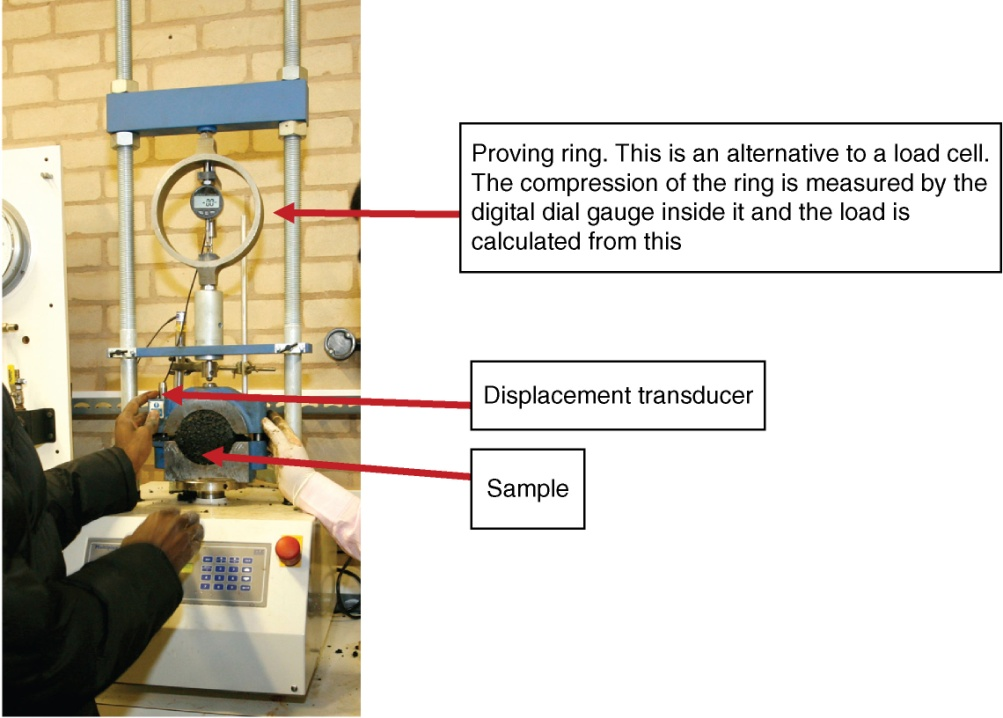 Proving ring. This is an alternative to a load cell.
The compression of the ring is measured by the
digital dial gauge inside it and the load is
calculated from this
Displacement transducer
Sample